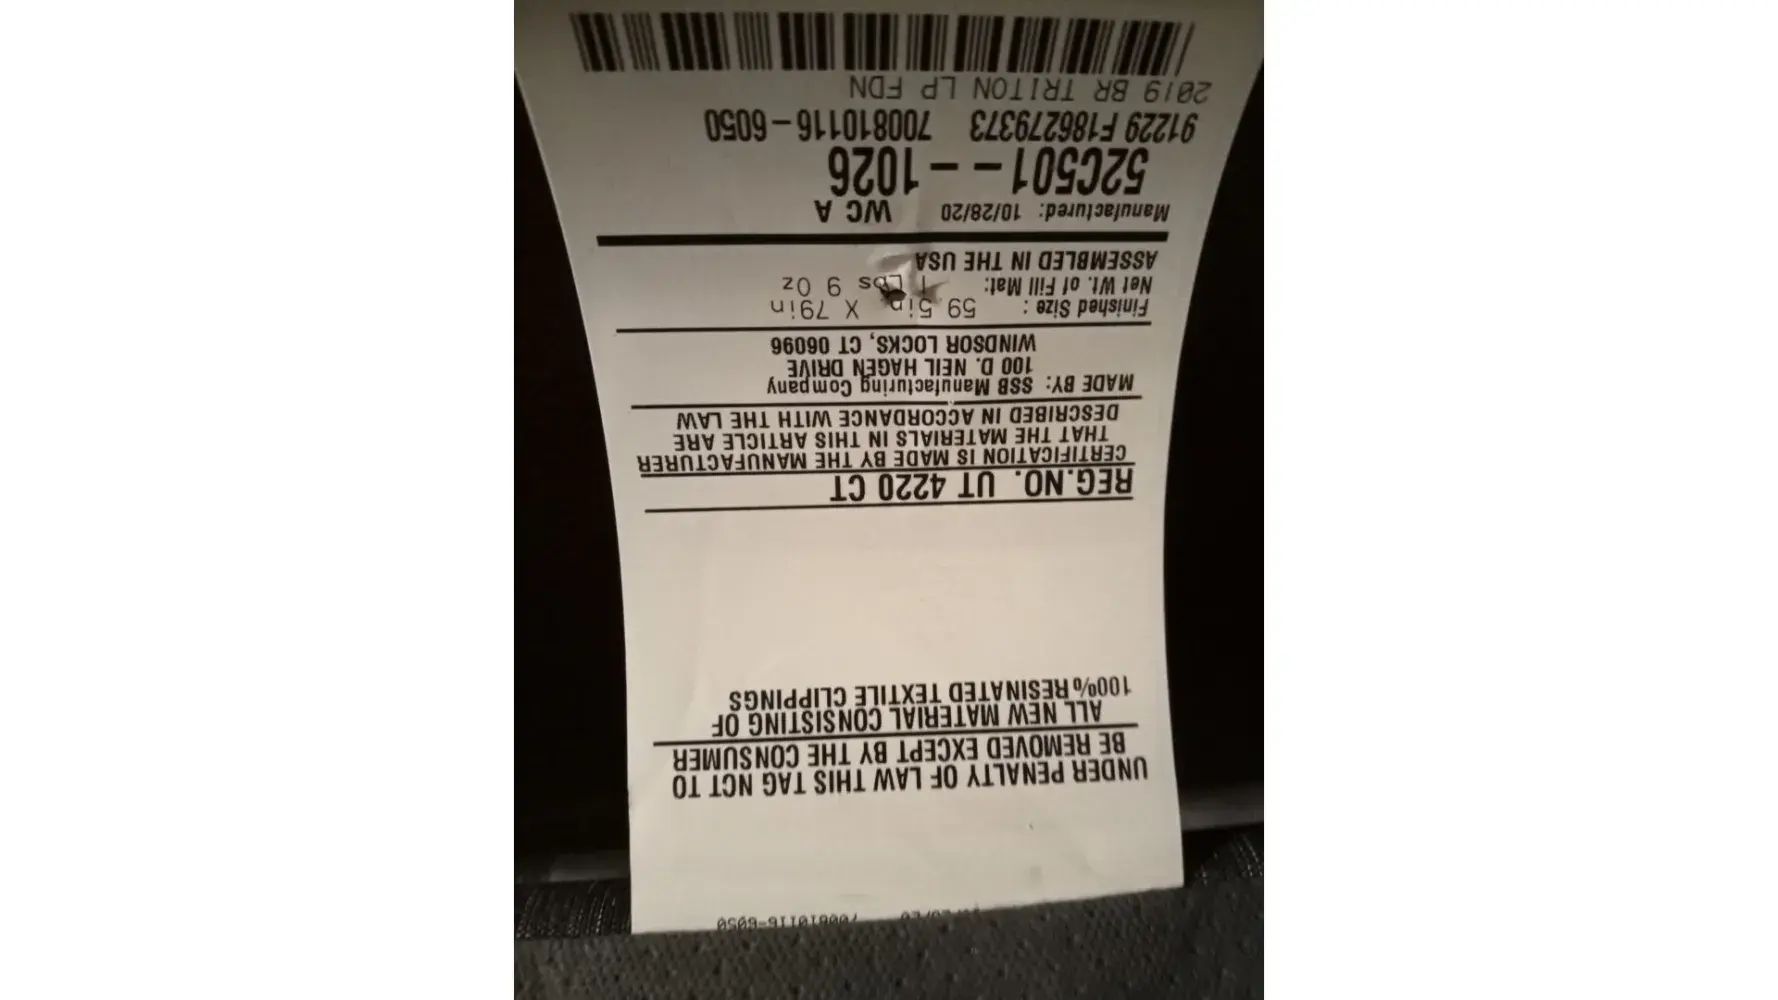 UNDER PENALTY OF LAW THIS TAG NOT TO
BE REMOVED EXCEPT BY THE CONSUMER
ALL NEW MATERIAL CONSISTING OF
100% RESINATED TEXTILE CLIPPINGS
REG.NO. UT 4220 CT
CERTIFICATION IS MADE BY THE MANUFACTURER
THAT THE MATERIALS IN THIS ARTICLE ARE
DESCRIBED IN ACCORDANCE WITH THE LAW
MADE BY: SSB Manufacturing Company
100 D. NEIL HAGEN DRIVE
WINDSOR LOCKS, CT 06096
Finished Size : 59 5in X 79in
Net Wt. of Fill Mat: Lbs 9 Oz
ASSEMBLED IN THE USA
Manufactured: 10/28/20 WC A
52C501 – – 1026
91229 F186279373 700810116 – 6050
2019 BR TRITON LP FDN
700810116-6050